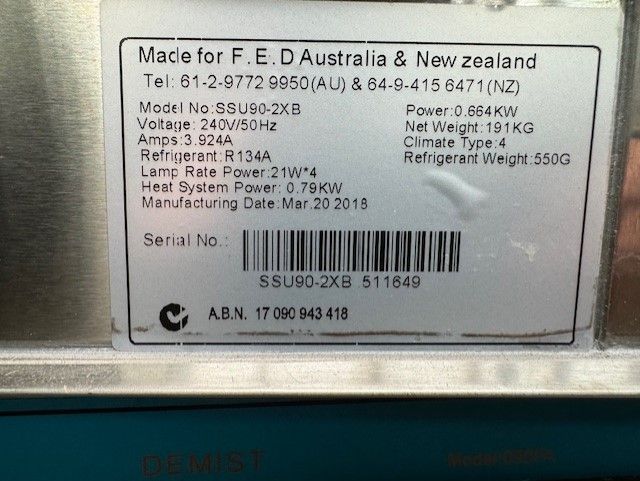 Made for F.E.D Australia & New zealand
Tel: 61-2-9772 9950(AU) & 64-9-415 6471(NZ)
Model No:SSU90-2XB
Power:0.664KW
Voltage: 240V/50Hz
Net Weight:191KG
Amps:3.924A
Climate Type:4
Refrigerant:R134A
Refrigerant Weight:550G
Lamp Rate Power:21W*4
Heat System Power: 0.79KW
Manufacturing Date:Mar.20 2018
Serial No.:
SSU90-2XB 511649
A.B.N. 17 090 943 418
DEMIST